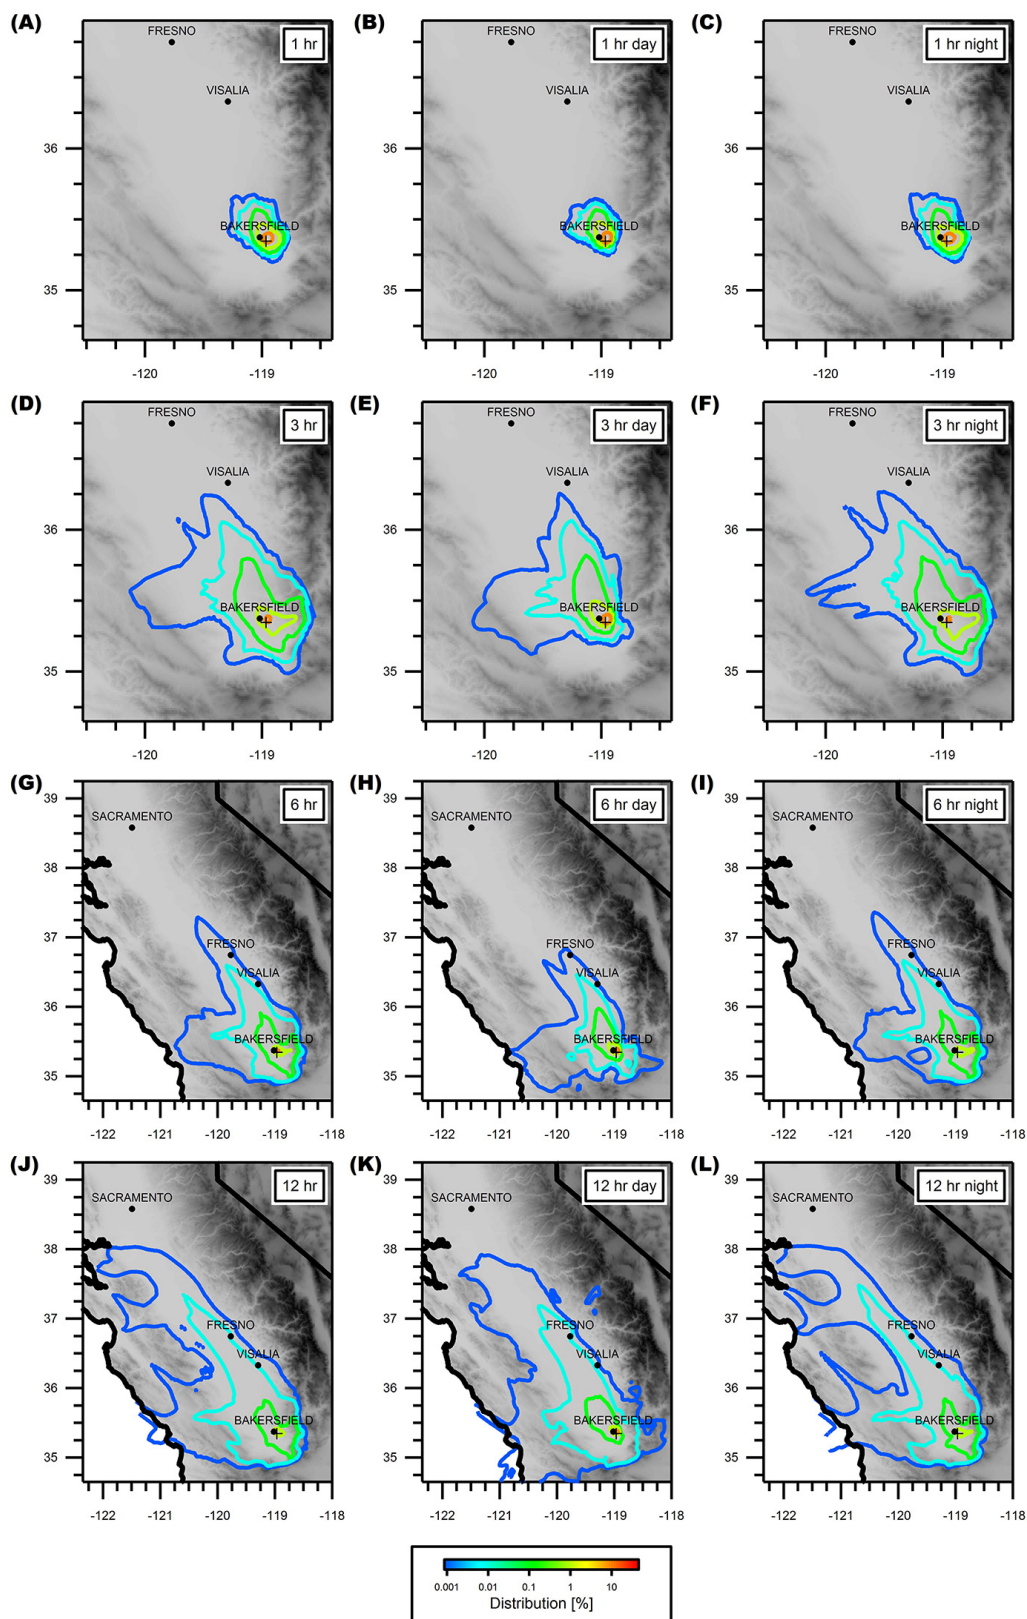 (A)
FRESNO
1 hr
VISALIA
36
BAKERSFIELD
35
-120
-119
(B)
FRESNO
1 hr day
VISALIA
BAKERSFIELD
-120
-119
(C)
FRESNO
1 hr night
VISALIA
36
BAKERSFIELD
35
-120
-119
(D)
FRESNO
3 hr
VISALIA
36
BAKERSFIELD
35
-120
-119
(E)
FRESNO
3 hr day
VISALIA
BAKERSFIELD
-120
-119
(F)
FRESNO
3 hr night
VISALIA
36
BAKERSFIELD
35
-120
-119
(G)
39
6 hr
SACRAMENTO
38
37
FRESNO
VISALIA
36
BAKERSFIELD
35
-122
-121
-120
-119
-118
(H)
39
6 hr day
SACRAMENTO
38
37
FRESNO
VISALIA
36
BAKERSFIELD
35
-122
-121
-120
-119
-118
(I)
39
6 hr night
SACRAMENTO
38
37
FRESNO
VISALIA
36
BAKERSFIELD
35
-122
-121
-120
-119
-118
(J)
39
12 hr
SACRAMENTO
38
37
FRESNO
VISALIA
36
BAKERSFIELD
35
-122
-121
-120
-119
-118
(K)
39
12 hr day
SACRAMENTO
38
37
FRESNO
VISALIA
36
BAKERSFIELD
35
-122
-121
-120
-119
-118
(L)
39
12 hr night
SACRAMENTO
38
37
FRESNO
VISALIA
36
BAKERSFIELD
35
-122
-121
-120
-119
-118
0.001 0.01 0.1 1 10
Distribution [%]